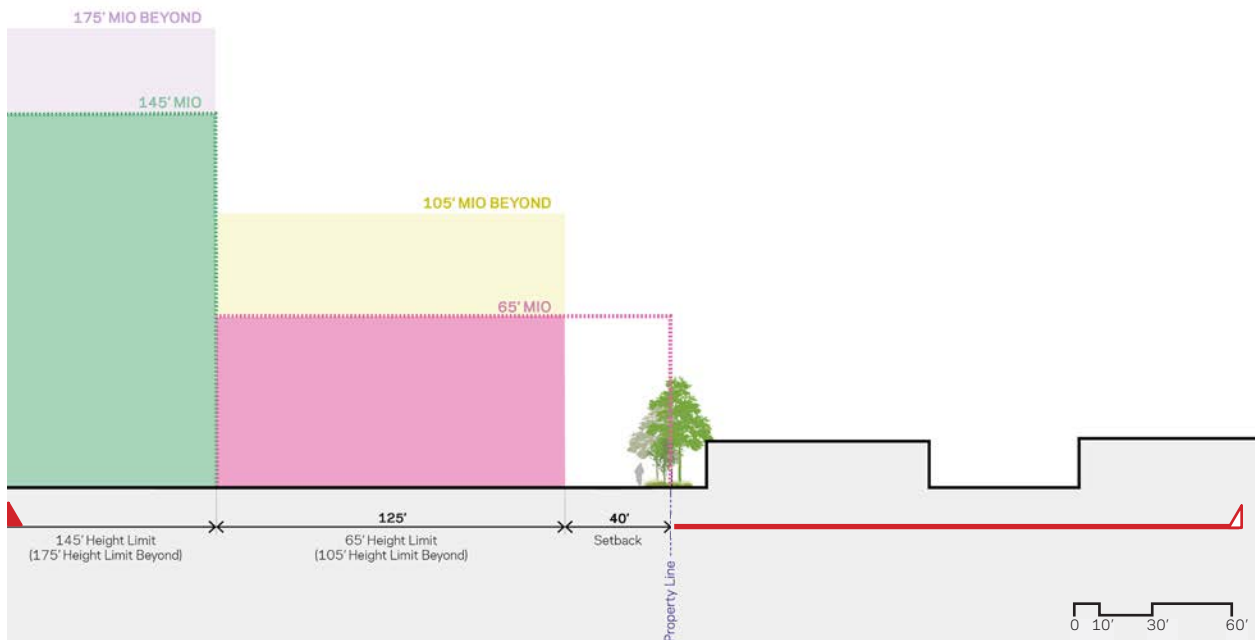 175' MIO BEYOND
145' MIO
105' MIO BEYOND
65' MIO
125'
40'
145' Height Limit
(175' Height Limit Beyond)
65' Height Limit
(105' Height Limit Beyond)
Setback
Property Line
0 10' 30' 60'